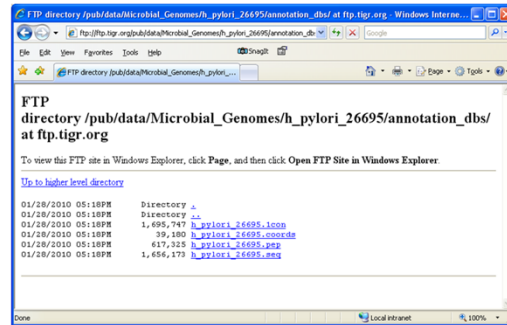 FTP directory /pub/data/Microbial_Genomes/h_pylori_26695/annotation_dbs/ at ftp.tigr.org - Windows Interne...
ftp://ftp.tigr.org/pub/data/Microbial_Genomes/h_pylori_26695/annotation_db
Google
File Edit View Favorites Tools Help
SnagIt
FTP directory /pub/data/Microbial_Genomes/h_pylori_...
Page Tools
FTP
directory /pub/data/Microbial_Genomes/h_pylori_26695/annotation_dbs/
at ftp.tigr.org
To view this FTP site in Windows Explorer, click Page, and then click Open FTP Site in Windows Explorer.
Up to higher level directory
01/28/2010 05:18PM Directory .
01/28/2010 05:18PM Directory ..
01/28/2010 05:18PM 1,695,747 h_pylori_26695.1con
01/28/2010 05:18PM 39,180 h_pylori_26695.coords
01/28/2010 05:18PM 617,325 h_pylori_26695.pep
01/28/2010 05:18PM 1,656,173 h_pylori_26695.seq
Done
Local intranet
100%